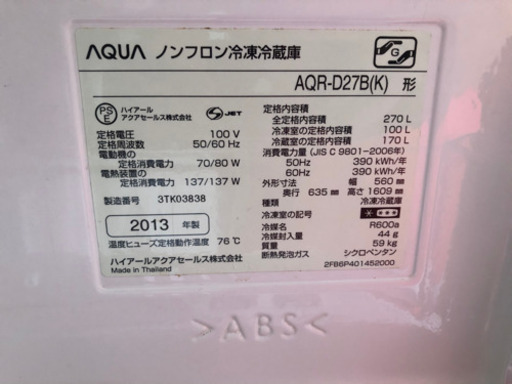 AQUA ノンフロン冷凍冷蔵庫
G
AQR-D27B(K) 形
PS E ハイアール アクアセールス株式会社 S JET
定格電圧 100 V
定格周波数 50/60 Hz
電動機の
定格消費電力 70/80 W
電熱装置の
定格消費電力 137/137 W
製造番号 3TK03838
2013 年製
温度ヒューズ定格動作温度 76℃
ハイアールアクアセールス株式会社
Made in Thailand
定格内容積
全定格内容積 270 L
冷凍室の定格内容積 100 L
冷蔵室の定格内容積 170 L
消費電力量 (JIS C 9801-2006年)
50Hz 390 kWh/年
60Hz 390 kWh/年
外形寸法 幅 560 mm
奥行 635 mm 高さ 1609 mm
種類 冷凍冷蔵庫
冷凍室の記号
冷媒名 R600a
冷媒封入量 44 g
質量 59 kg
断熱発泡ガス シクロペンタン
2FB6P401452000
>ABS<